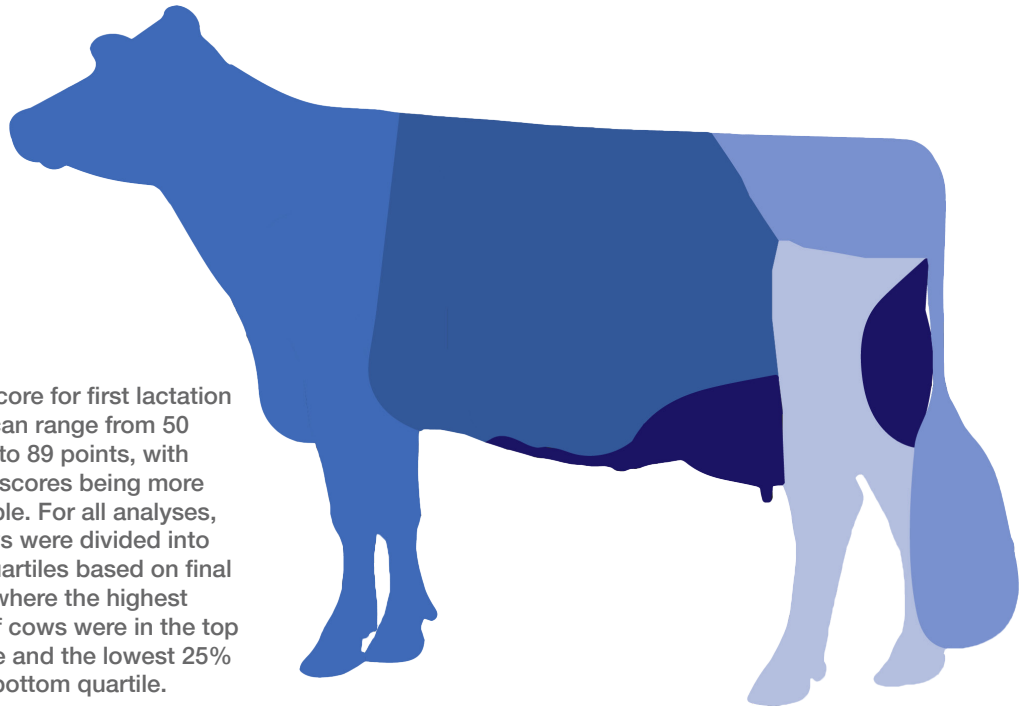 core for first lactation
can range from 50
to 89 points, with
scores being more
ble. For all analyses,
s were divided into
uartiles based on final
where the highest
f cows were in the top
e and the lowest 25%
bottom quartile.